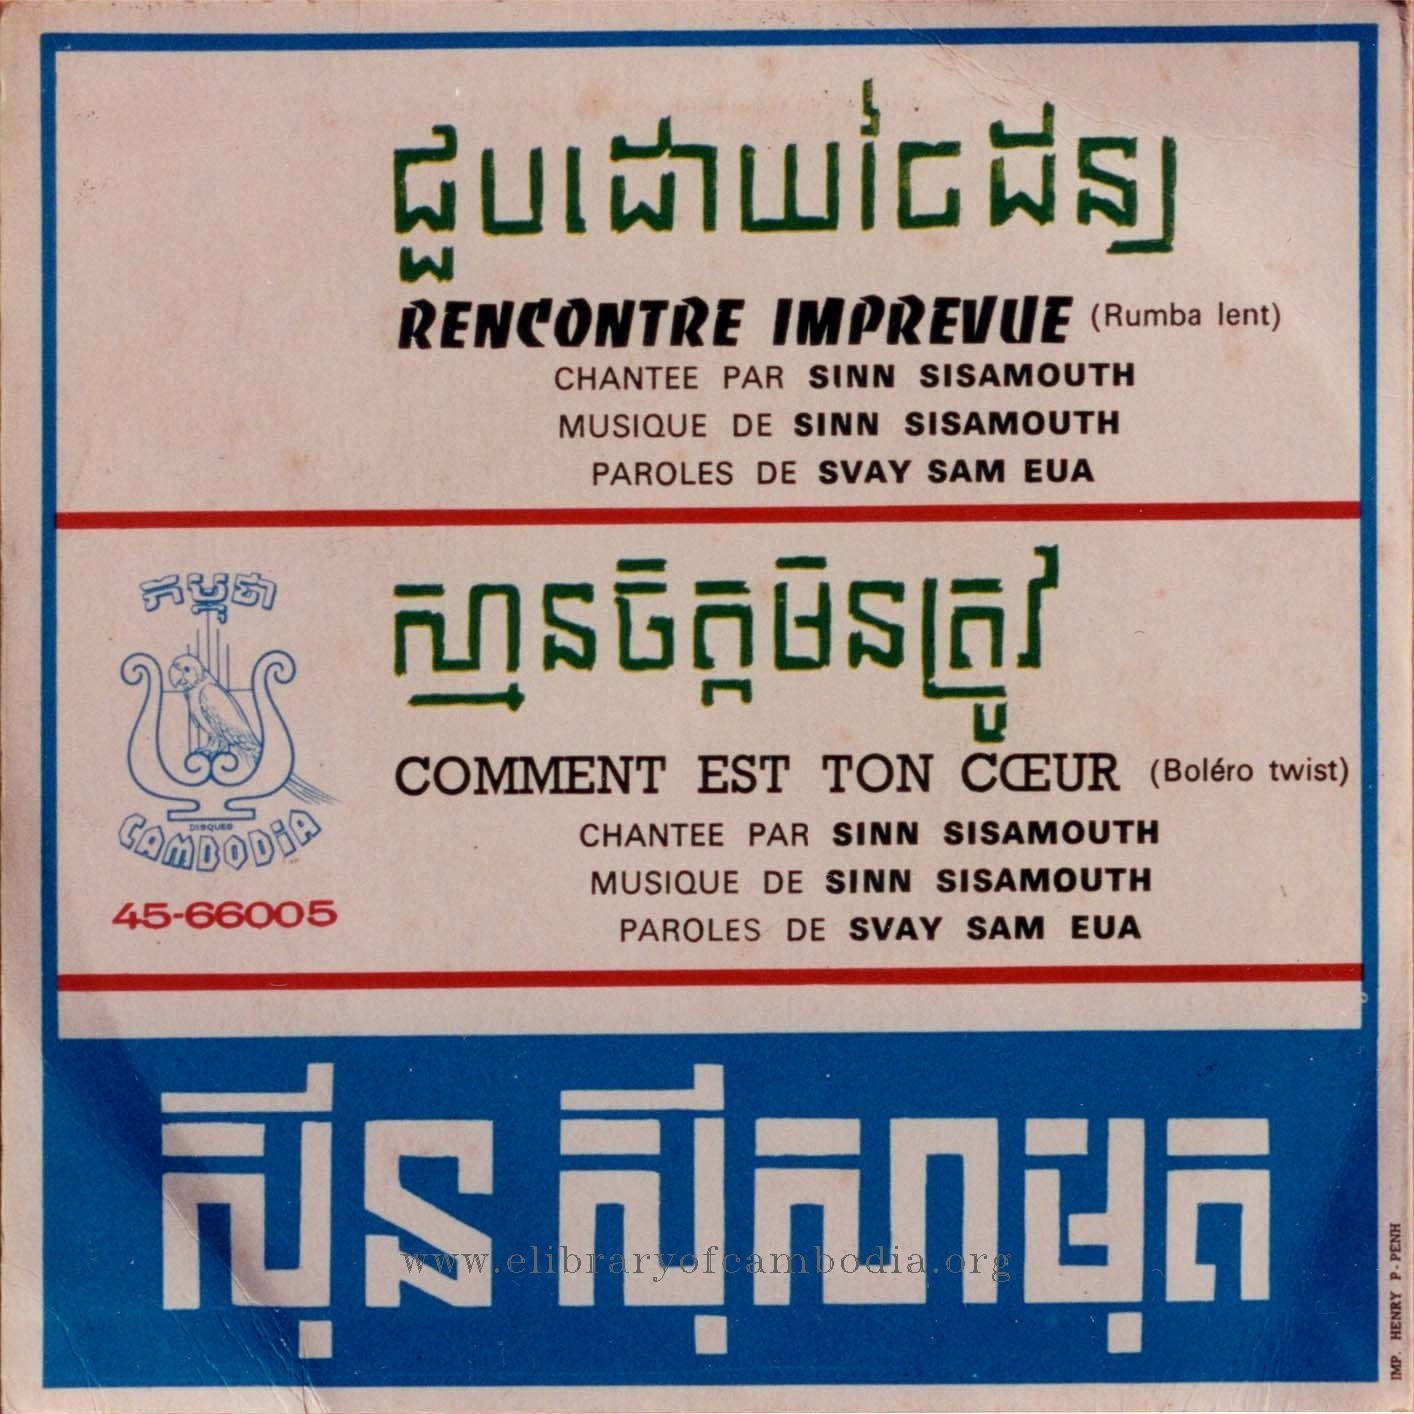 ជួបដោយចៃដន្យ
RENCONTRE IMPREVUE (Rumba lent)
CHANTEE PAR SINN SISAMOUTH
MUSIQUE DE SINN SISAMOUTH
PAROLES DE SVAY SAM EUA
កម្ពុជា
DISQUES
CAMBODIA
45-66005
ស្មានចិត្តមិនត្រូវ
COMMENT EST TON CŒUR (Boléro twist)
CHANTEE PAR SINN SISAMOUTH
MUSIQUE DE SINN SISAMOUTH
PAROLES DE SVAY SAM EUA
ស៊ីន ស៊ីសាមុត
www.elibraryofcambodia.org
IMP. HENRY P-PENH